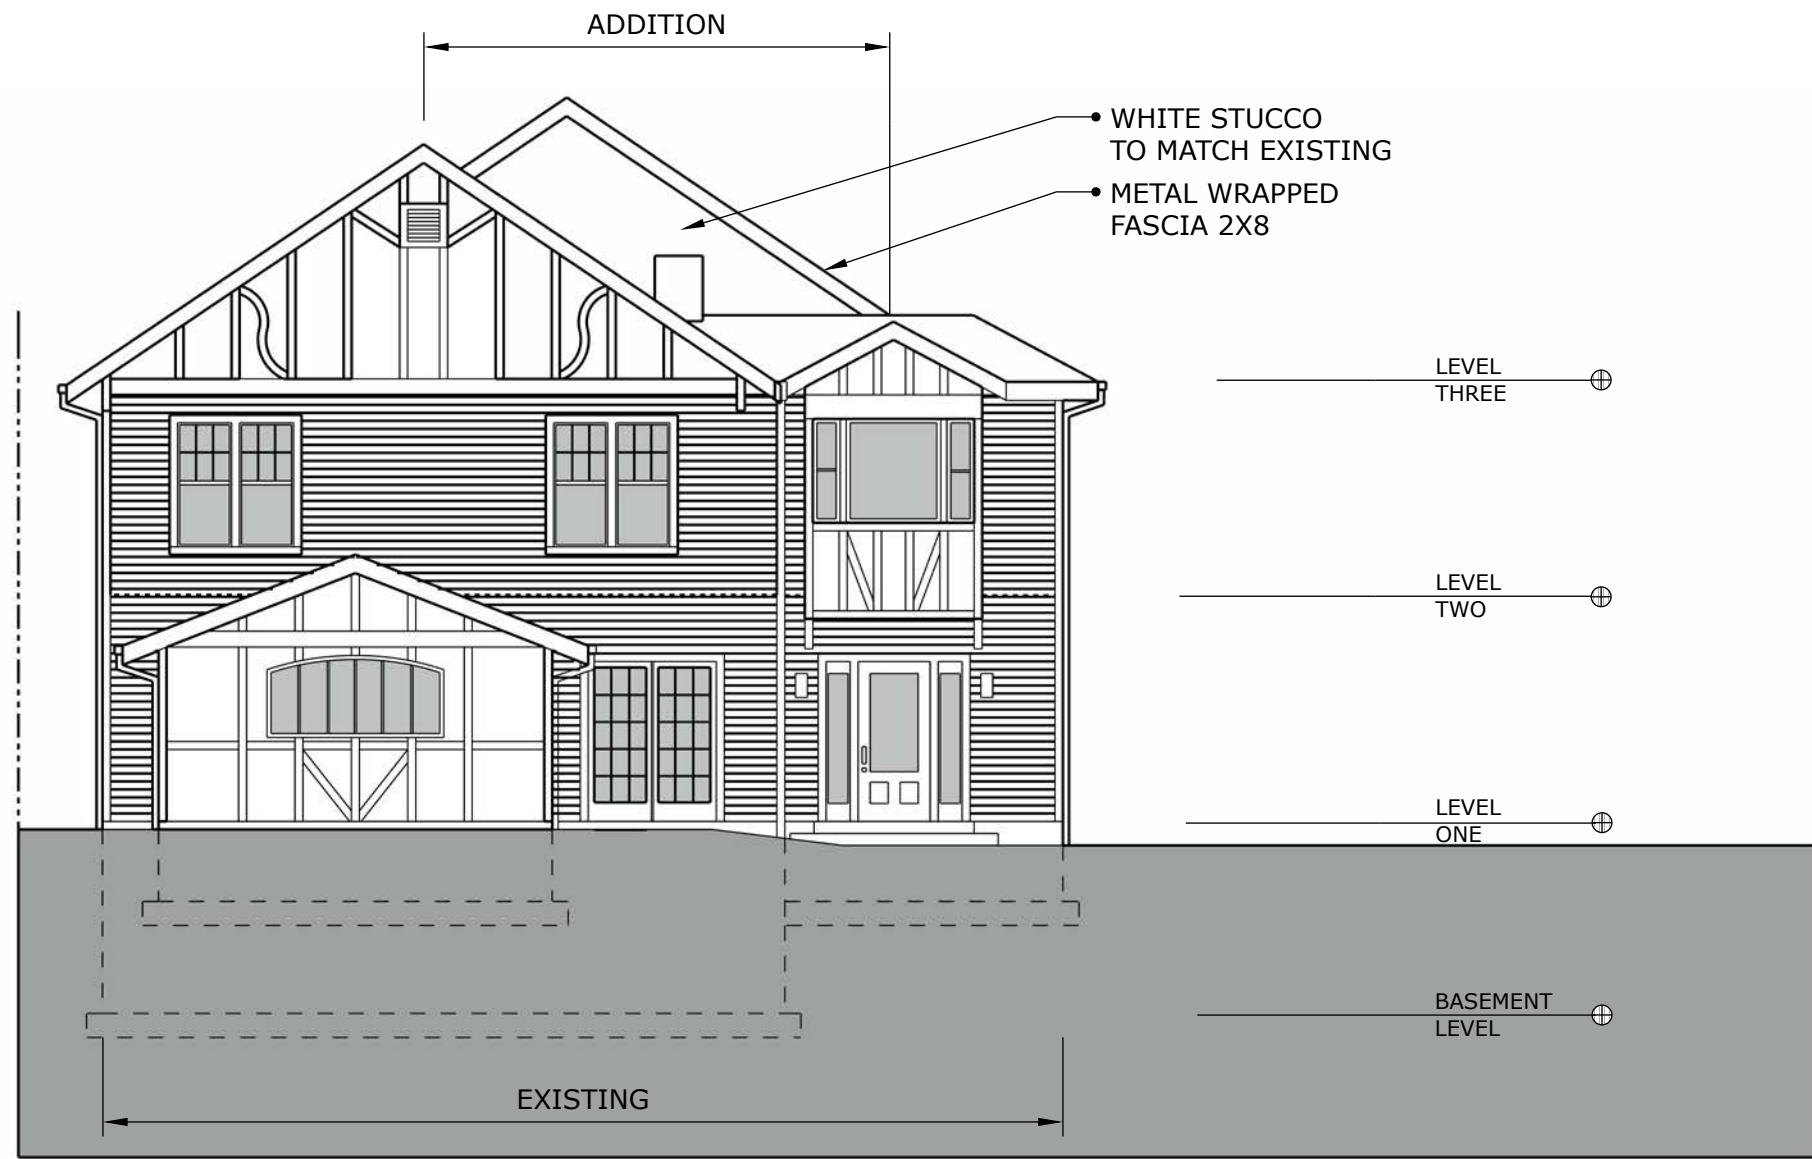 ADDITION
WHITE STUCCO
TO MATCH EXISTING
METAL WRAPPED
FASCIA 2X8
LEVEL
THREE
LEVEL
TWO
LEVEL
ONE
BASEMENT
LEVEL
EXISTING